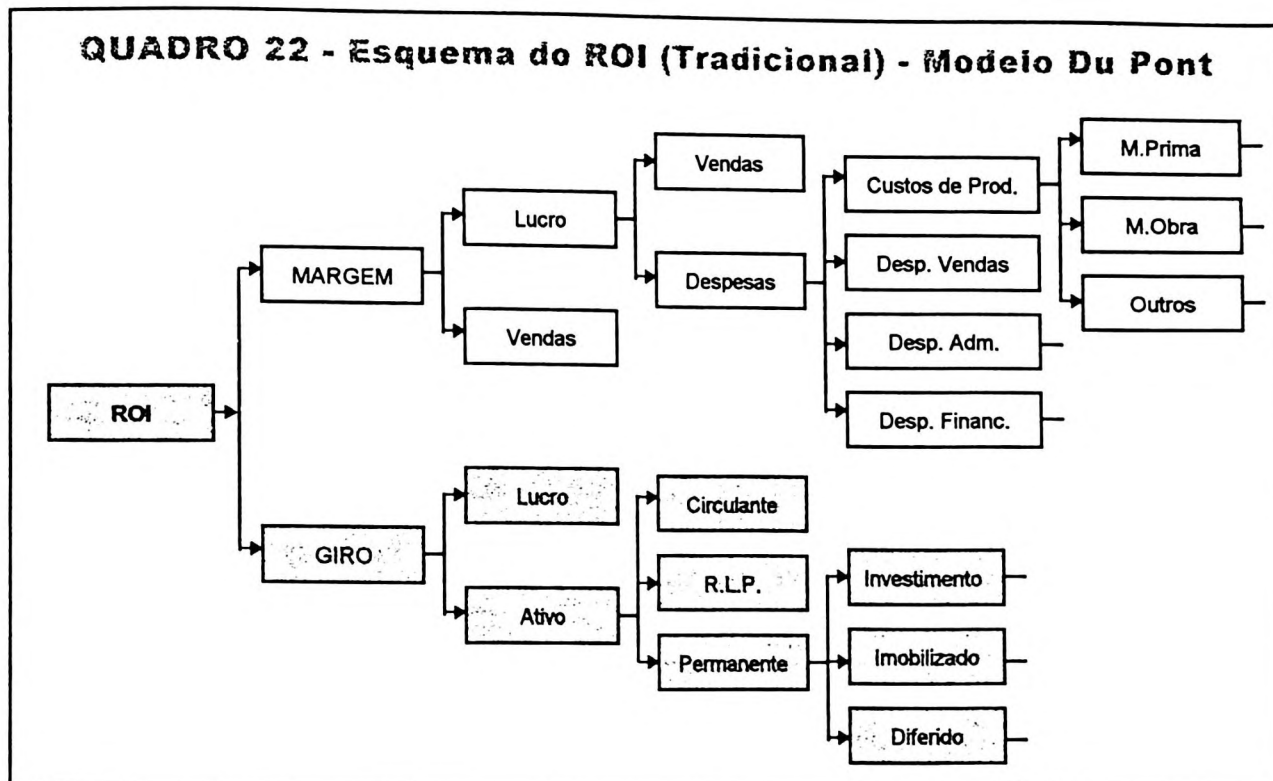 QUADRO 22 - Esquema do ROI (Tradicional) - Modelo Du Pont
ROI
MARGEM
Lucro
Vendas
Vendas
Despesas
Custos de Prod.
Desp. Vendas
Desp. Adm.
Desp. Financ.
M.Prima
M.Obra
Outros
GIRO
Lucro
Ativo
Circulante
R.L.P.
Permanente
Investimento
Imobilizado
Diferido